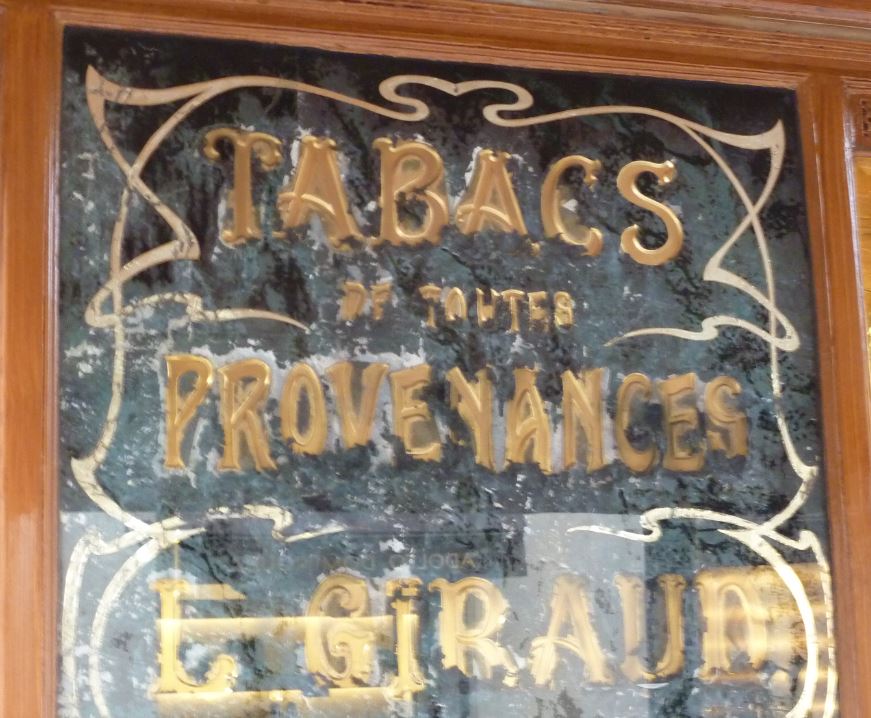 TABACS
DE TOUTES
PROVENANCES
L GIRAUD